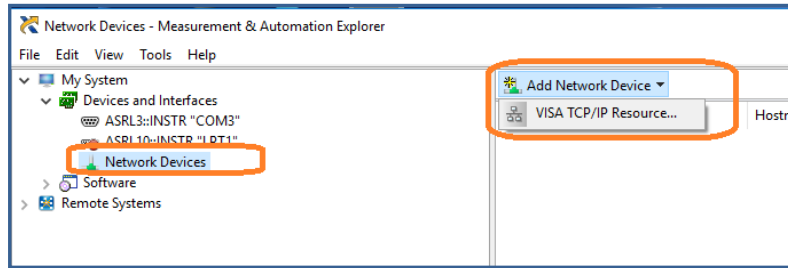 Network Devices - Measurement & Automation Explorer
File Edit View Tools Help
My System
Devices and Interfaces
ASRL3::INSTR "COM3"
ASRL10::INSTR "LPT1"
Network Devices
Software
Remote Systems
Add Network Device
VISA TCP/IP Resource...